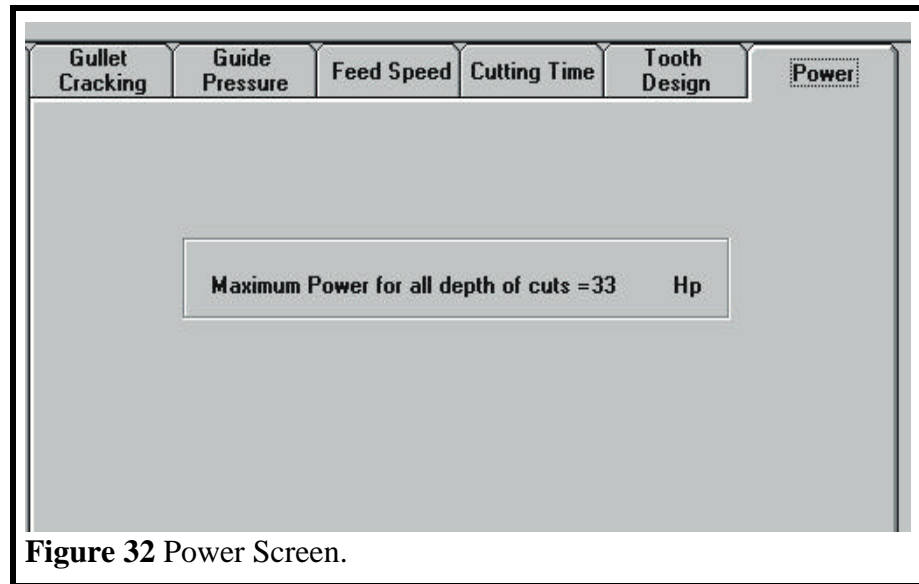 Gullet Cracking
Guide Pressure
Feed Speed
Cutting Time
Tooth Design
Power
Maximum Power for all depth of cuts =33 Hp
Figure 32 Power Screen.